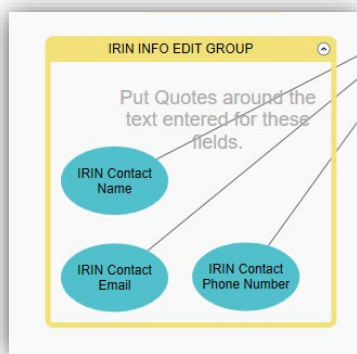 IRIN INFO EDIT GROUP
Put Quotes around the
text entered for these
fields.
IRIN Contact
Name
IRIN Contact
Email
IRIN Contact
Phone Number